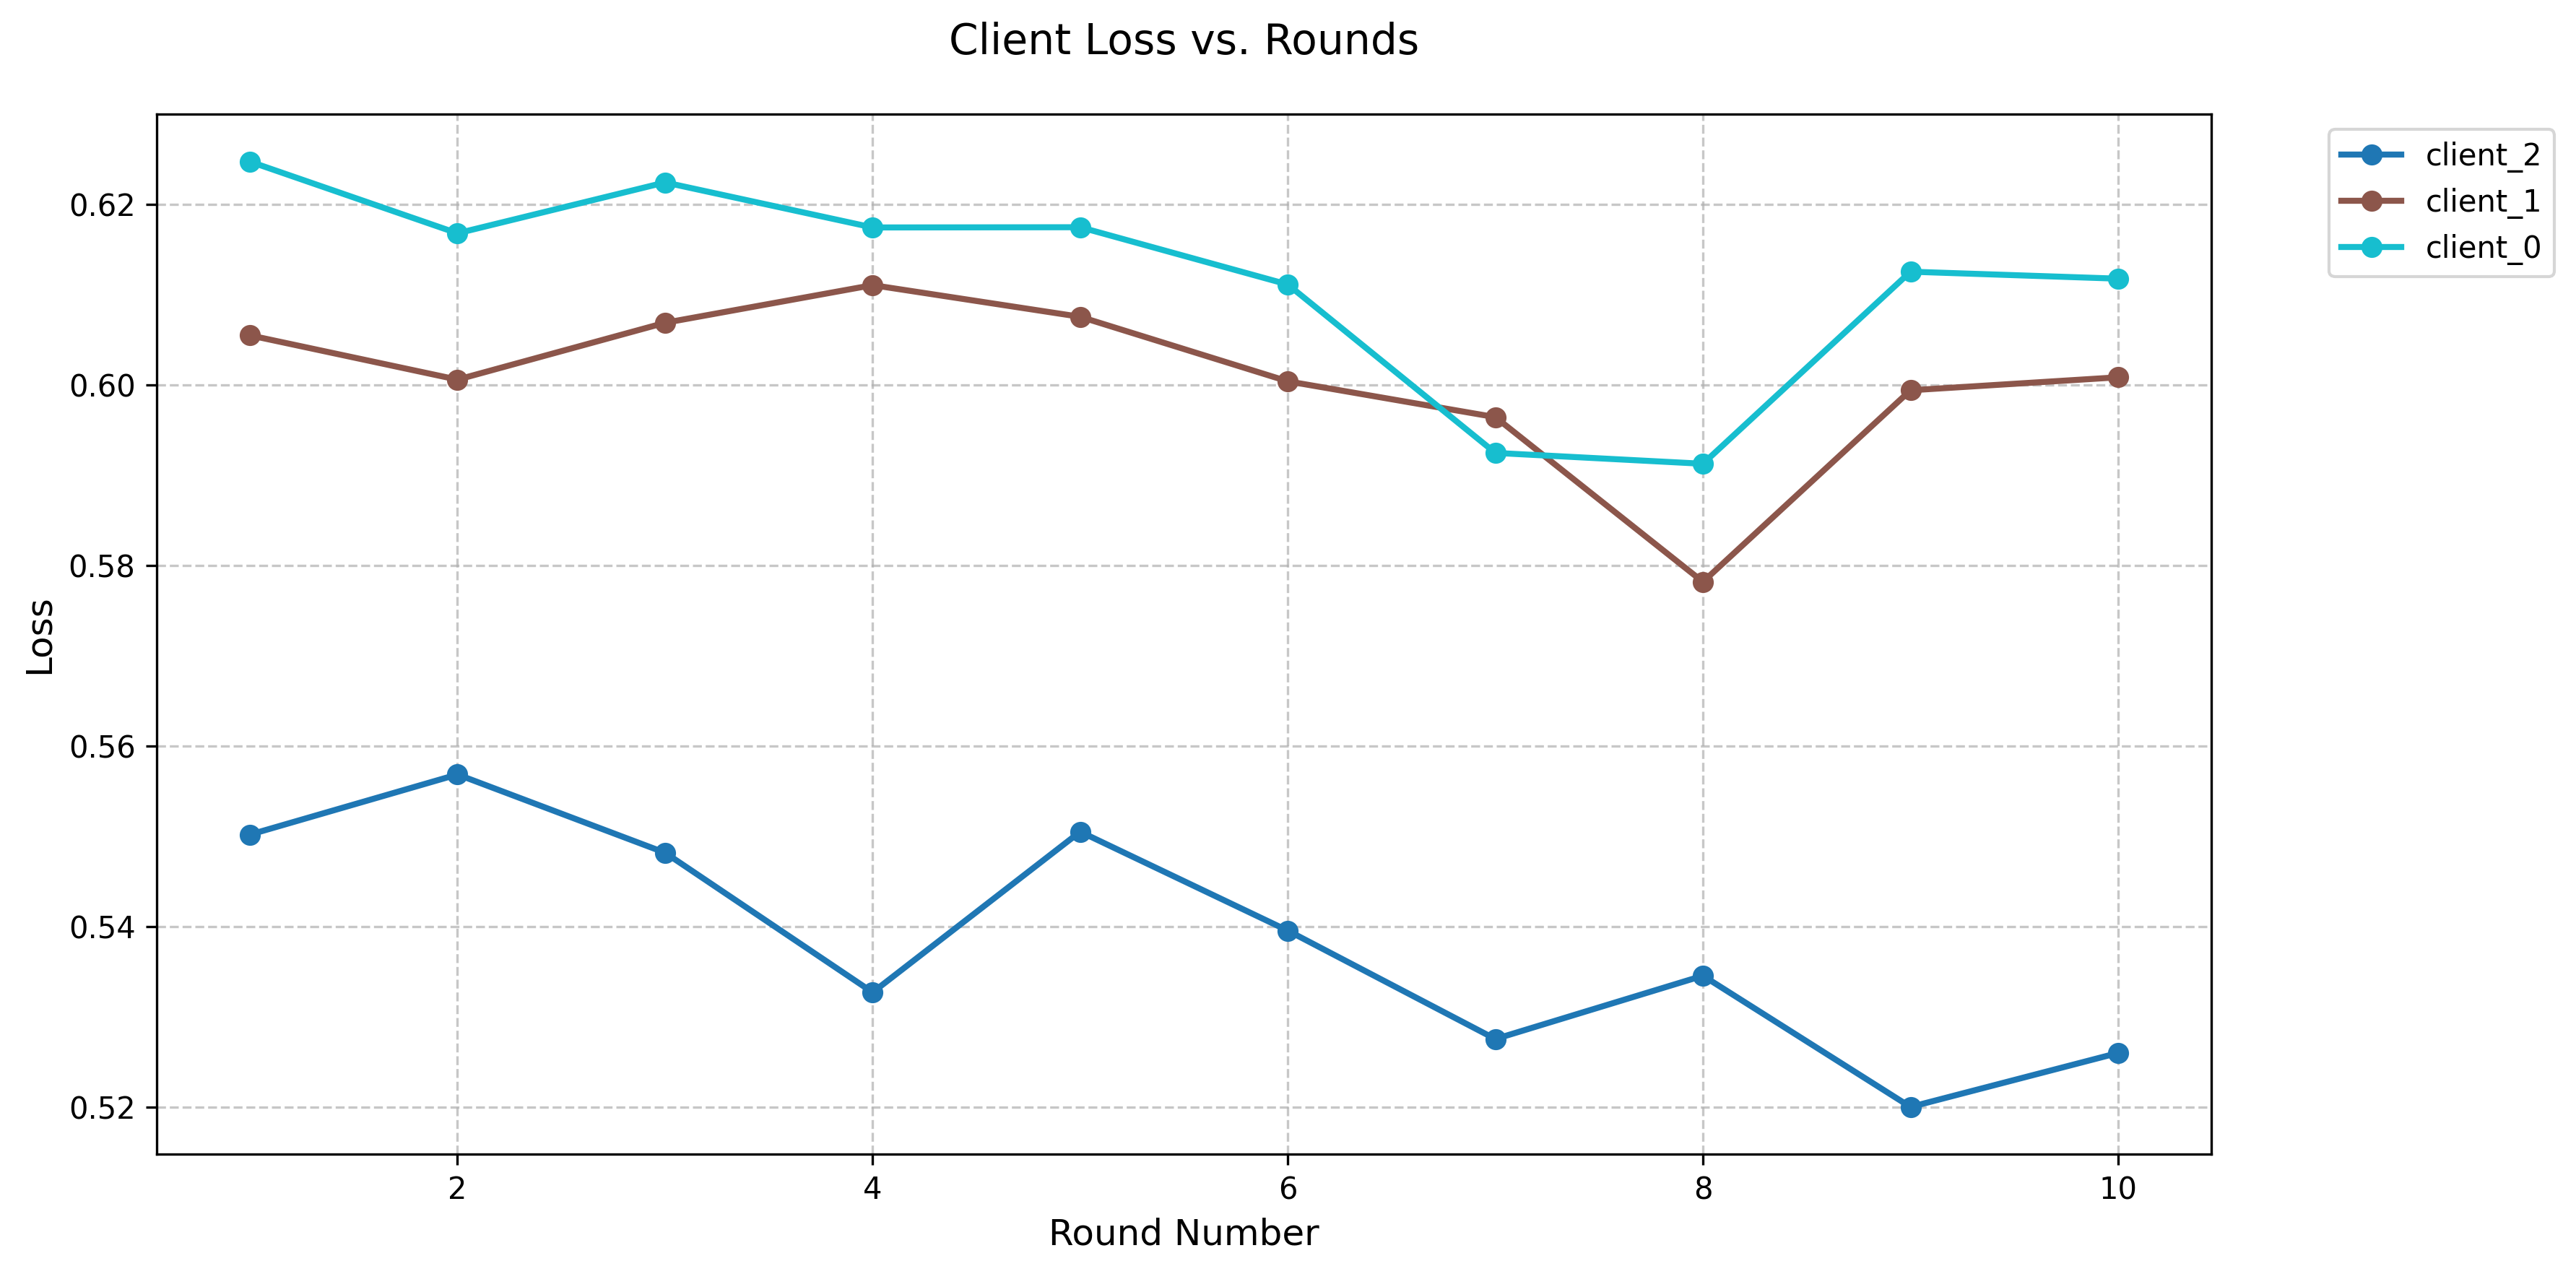 Client Loss vs. Rounds
client_2
client_1
client_0
0.62
0.60
0.58
0.56
0.54
0.52
Loss
2 4 6 8 10
Round Number